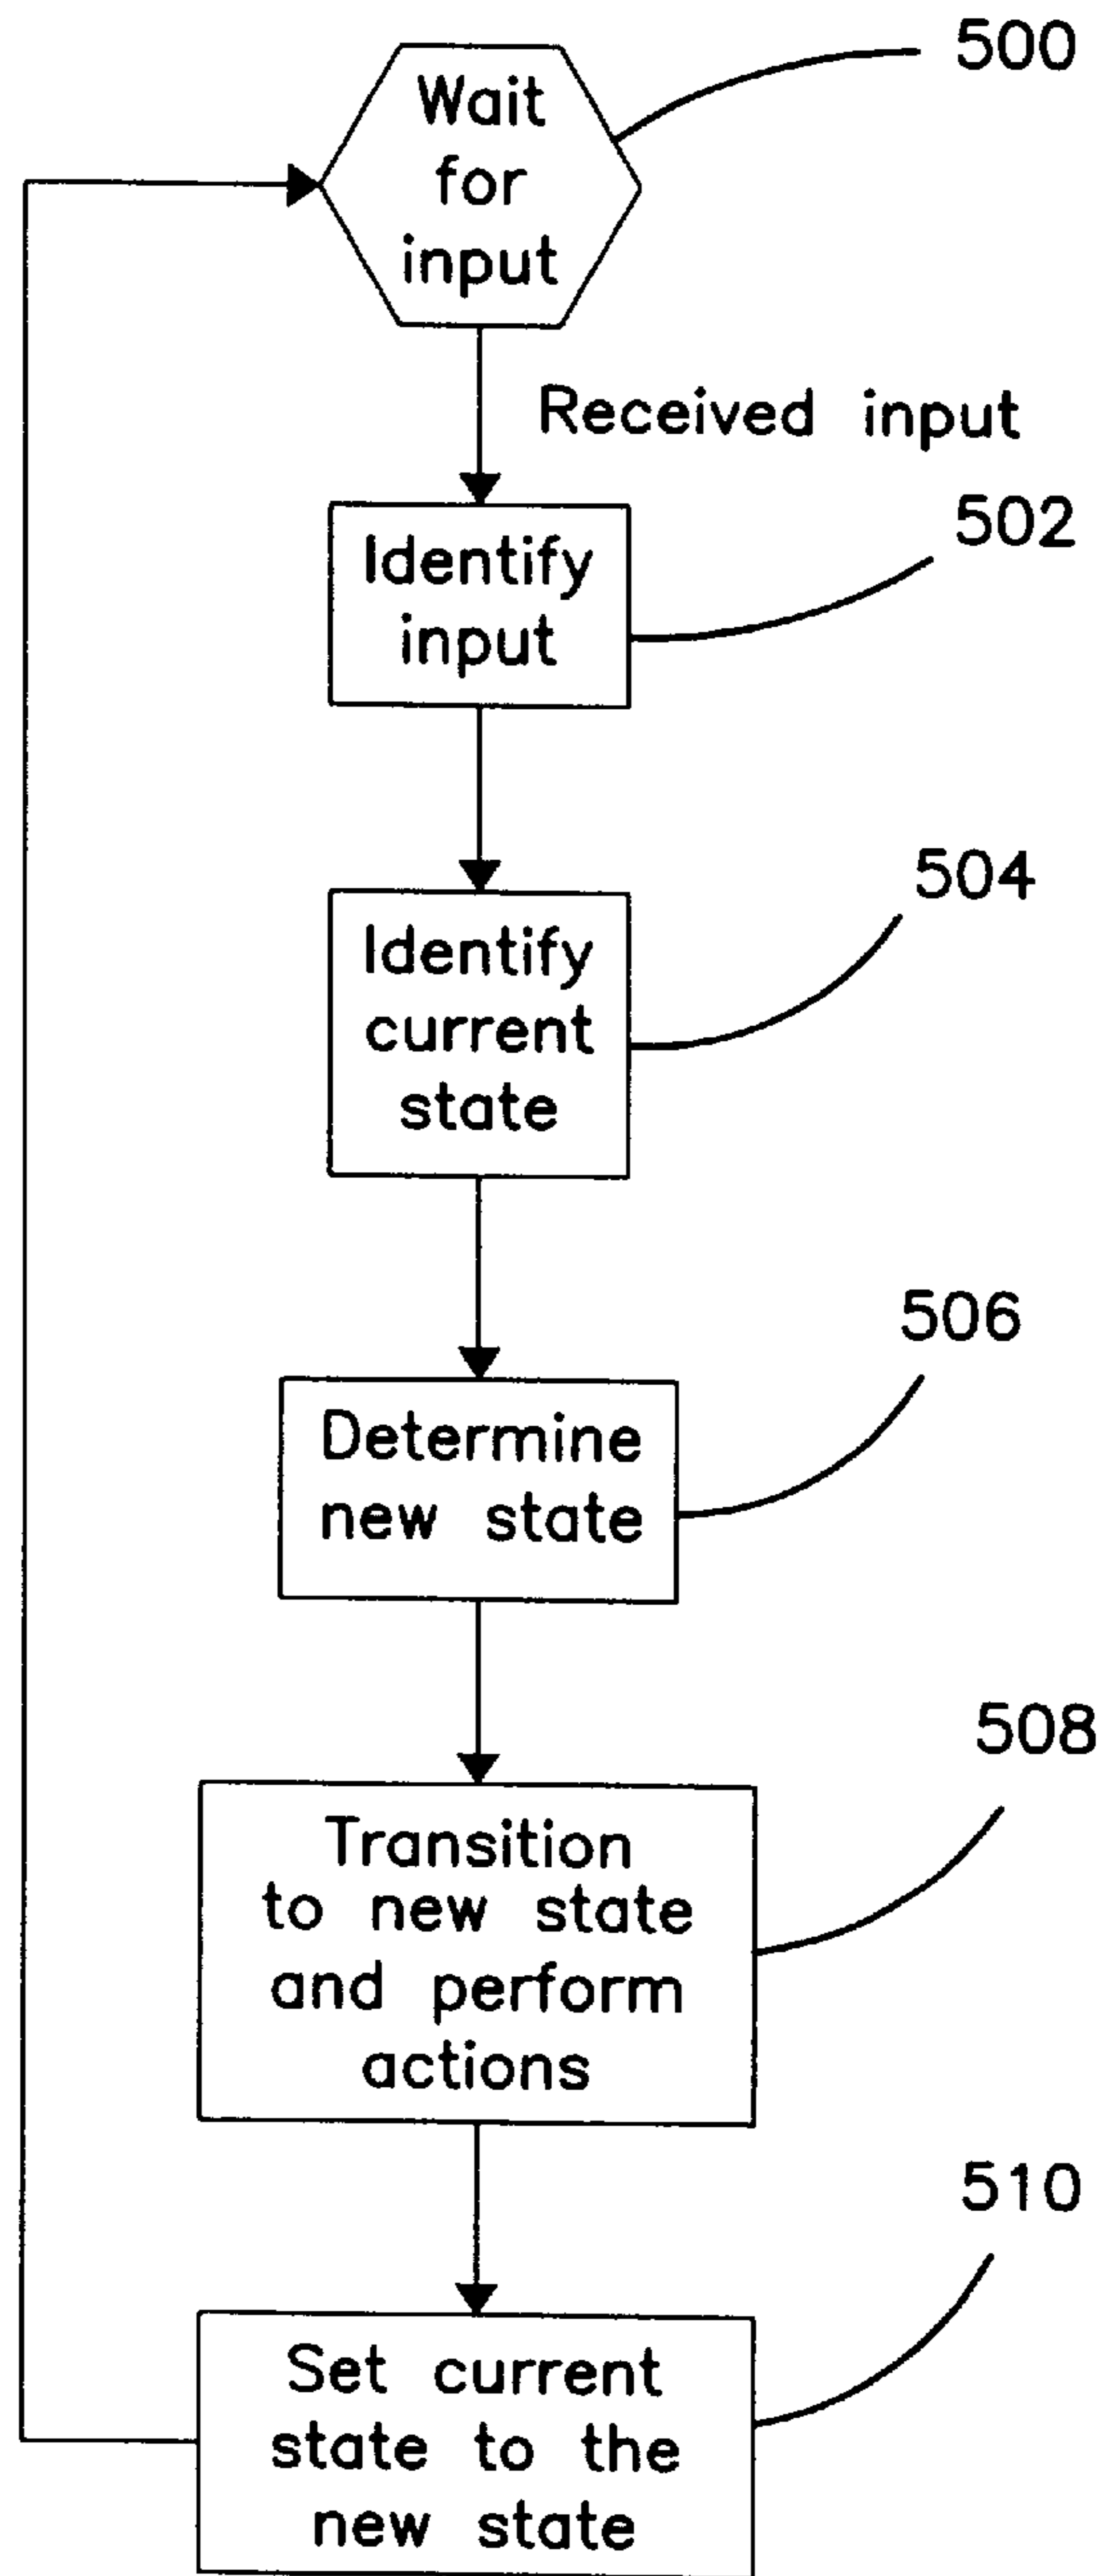 500
Wait
for
input
Received input
502
Identify
input
504
Identify
current
state
506
Determine
new state
508
Transition
to new state
and perform
actions
510
Set current
state to the
new state